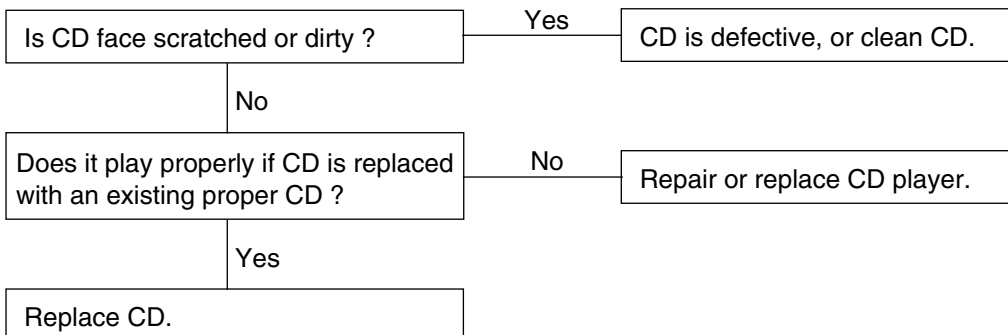 Is CD face scratched or dirty ?
Yes
CD is defective, or clean CD.
No
Does it play properly if CD is replaced
with an existing proper CD ?
No
Repair or replace CD player.
Yes
Replace CD.